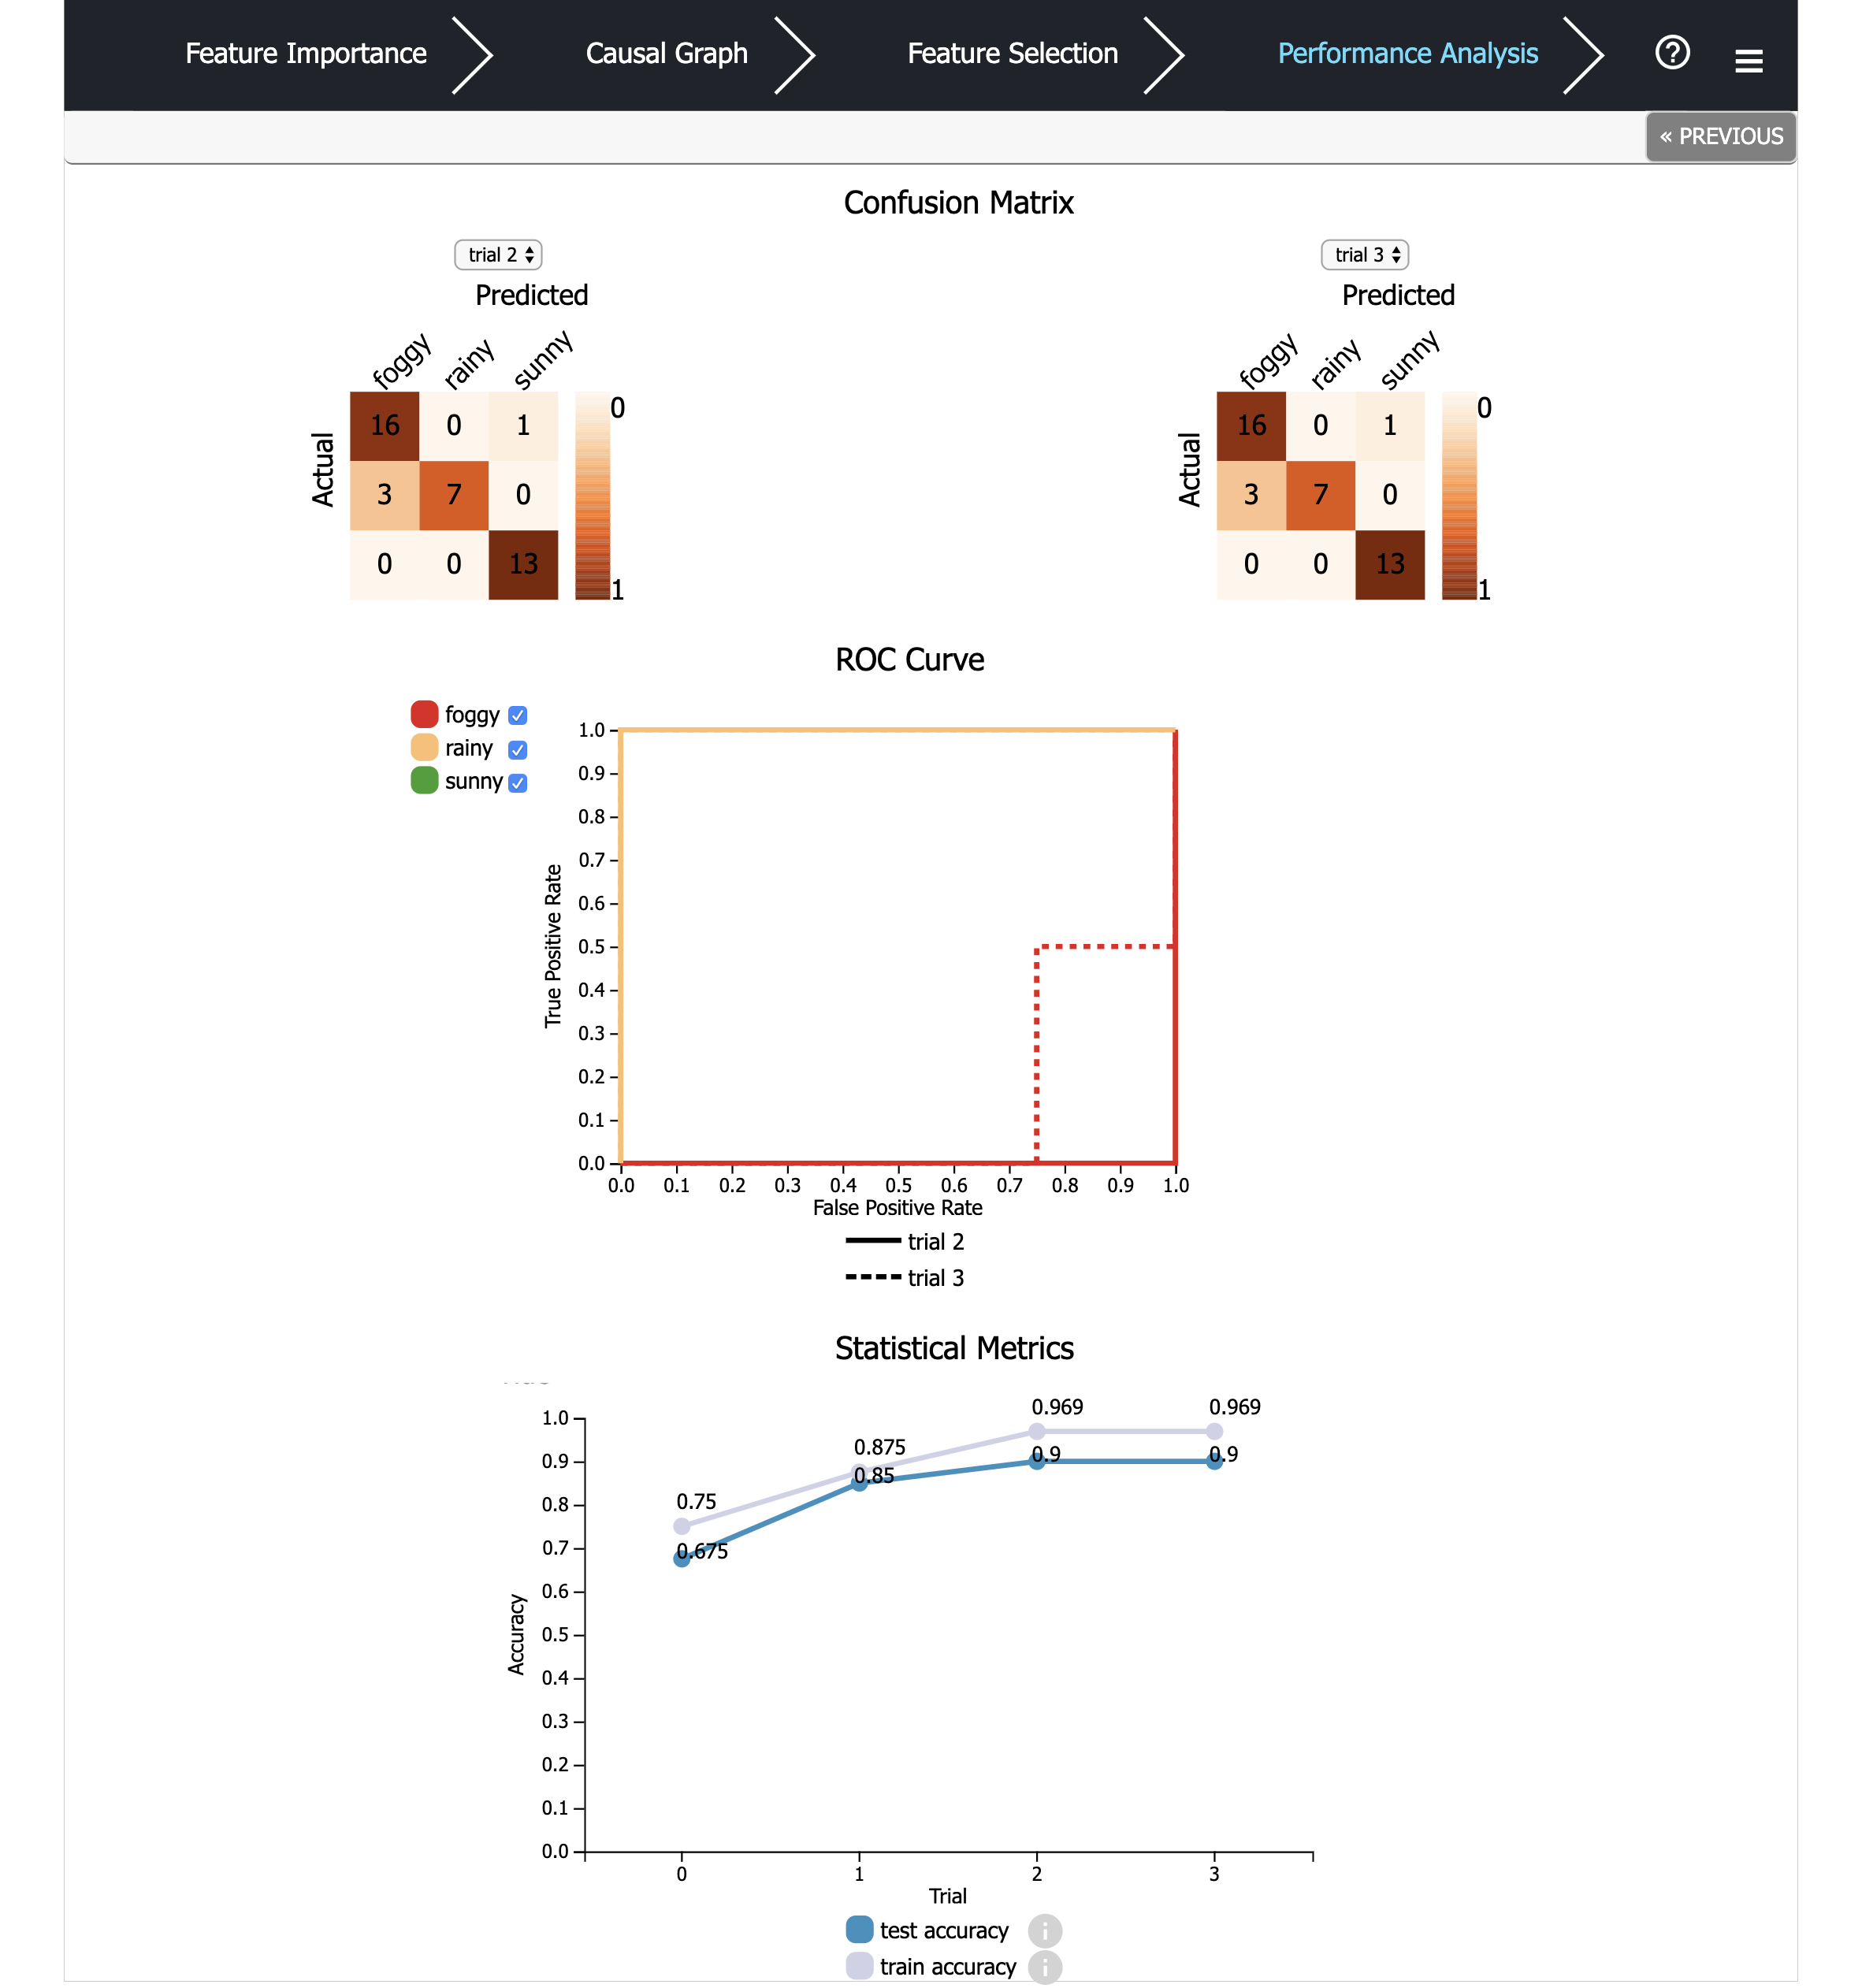 Feature Importance Causal Graph Feature Selection Performance Analysis ?
« PREVIOUS
Confusion Matrix
trial 2 trial 3
Predicted Predicted
foggy rainy sunny foggy rainy sunny
Actual Actual
16 0 1 0 16 0 1 0
3 7 0 3 7 0
0 0 13 1 0 0 13 1
ROC Curve
foggy
rainy
sunny
True Positive Rate
1.0
0.9
0.8
0.7
0.6
0.5
0.4
0.3
0.2
0.1
0.0
0.0 0.1 0.2 0.3 0.4 0.5 0.6 0.7 0.8 0.9 1.0
False Positive Rate
trial 2
trial 3
Statistical Metrics
0.969 0.969
0.875
0.9 0.9
0.85
0.75
0.675
Accuracy
1.0
0.9
0.8
0.7
0.6
0.5
0.4
0.3
0.2
0.1
0.0
0 1 2 3
Trial
test accuracy i
train accuracy i